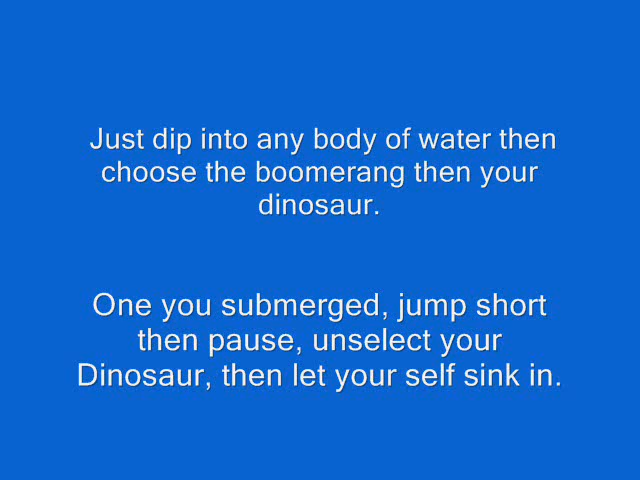 Just dip into any body of water then
choose the boomerang then your
dinosaur.
One you submerged, jump short
then pause, unselect your
Dinosaur, then let your self sink in.